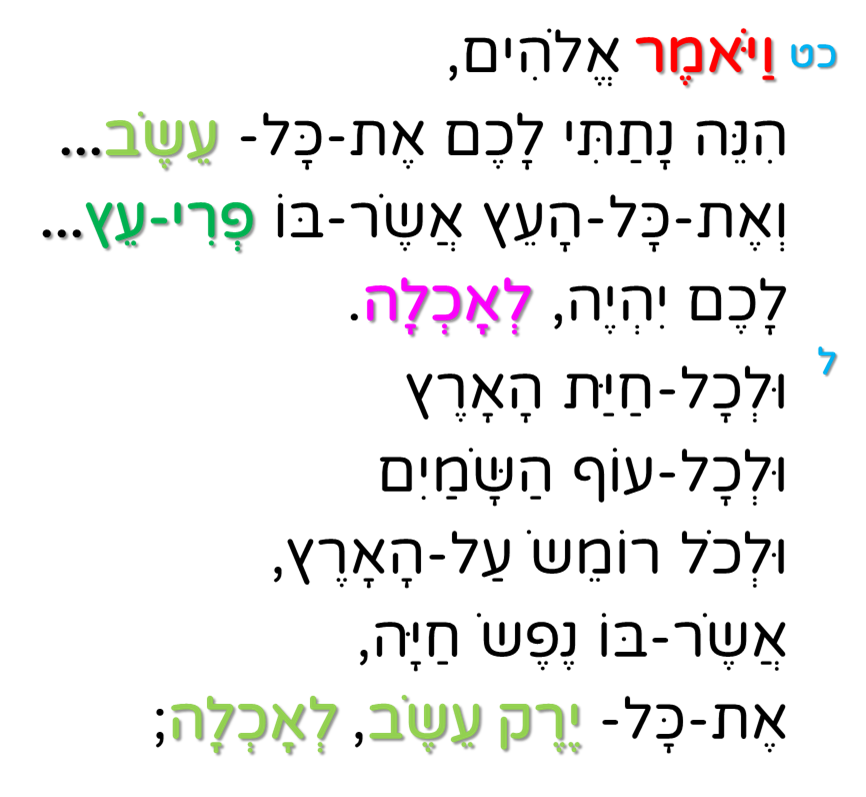 כט וַיֹּאמֶר אֱלֹהִים,
הִנֵּה נָתַתִּי לָכֶם אֶת-כָּל- עֵשֶׂב...
וְאֶת-כָּל-הָעֵץ אֲשֶׁר-בּוֹ פְרִי-עֵץ...
לָכֶם יִהְיֶה, לְאָכְלָה.
ל וּלְכָל-חַיַּת הָאָרֶץ
וּלְכָל-עוֹף הַשָּׁמַיִם
וּלְכֹל רוֹמֵשׂ עַל-הָאָרֶץ,
אֲשֶׁר-בּוֹ נֶפֶשׁ חַיָּה,
אֶת-כָּל- יֶרֶק עֵשֶׂב, לְאָכְלָה;